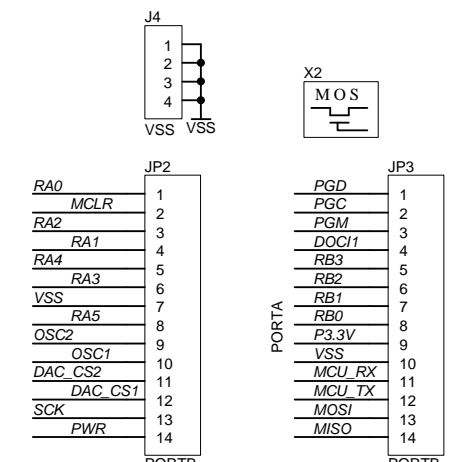 J4
1
2
3
4
VSS VSS
X2
MOS
JP2
RA0 1
MCLR 2
RA2 3
RA1 4
RA4 5
RA3 6
VSS 7
RA5 8
OSC2 9
OSC1 10
DAC_CS2 11
DAC_CS1 12
SCK 13
PWR 14
PORTB
JP3
PORTA
PGD 1
PGC 2
PGM 3
DOCI1 4
RB3 5
RB2 6
RB1 7
RB0 8
P3.3V 9
VSS 10
MCU_RX 11
MCU_TX 12
MOSI 13
MISO 14
PORTB